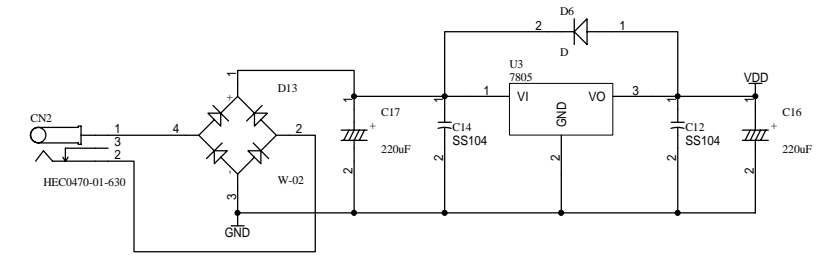 D6
2
1
D
U3
7805
1
VI
VO
3
GND
2
VDD
1
D13
+
-
4
2
3
W-02
CN2
1
3
2
HEC0470-01-630
GND
1
C17
+
220uF
2
1
C14
SS104
2
1
C12
SS104
2
1
C16
+
220uF
2